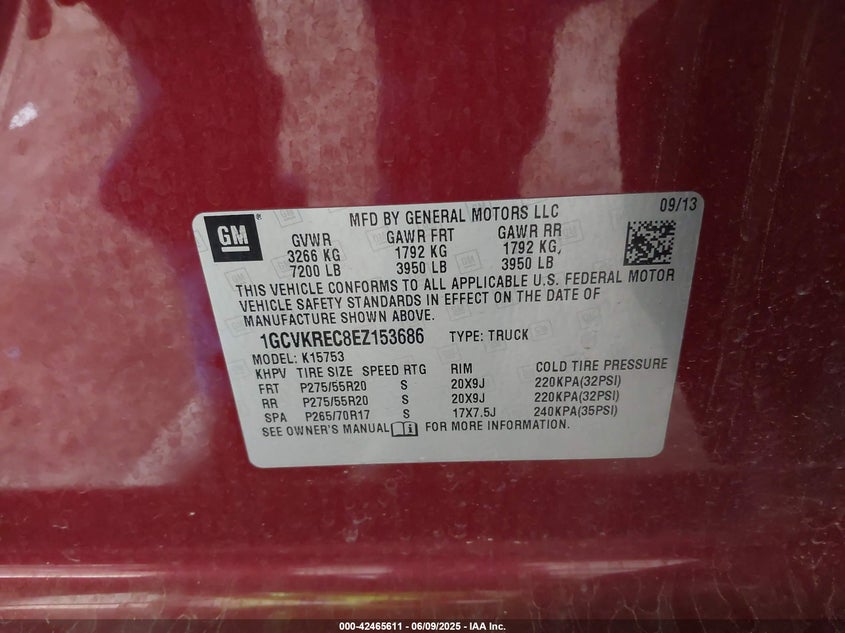 GM ®
MFD BY GENERAL MOTORS LLC
09/13
GVWR GAWR FRT GAWR RR
3266 KG 1792 KG 1792 KG,
7200 LB 3950 LB 3950 LB
THIS VEHICLE CONFORMS TO ALL APPLICABLE U.S. FEDERAL MOTOR
VEHICLE SAFETY STANDARDS IN EFFECT ON THE DATE OF
MANUFACTURE SHOWN ABOVE.
1GCVKREC8EZ153686 TYPE: TRUCK
MODEL: K15753
KHPV TIRE SIZE SPEED RTG RIM COLD TIRE PRESSURE
FRT P275/55R20 S 20X9J 220KPA(32PSI)
RR P275/55R20 S 20X9J 220KPA(32PSI)
SPA P265/70R17 S 17X7.5J 240KPA(35PSI)
SEE OWNER'S MANUAL i FOR MORE INFORMATION.
000-42465611 - 06/09/2025 - IAA Inc.